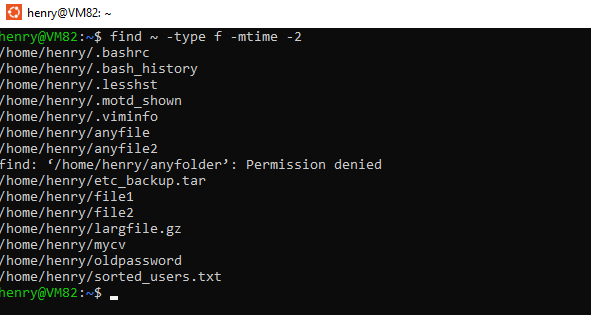 henry@VM82: ~
henry@VM82:~$ find ~ -type f -mtime -2
/home/henry/.bashrc
/home/henry/.bash_history
/home/henry/.lesshst
/home/henry/.motd_shown
/home/henry/.viminfo
/home/henry/anyfile
/home/henry/anyfile2
find: ‘/home/henry/anyfolder’: Permission denied
/home/henry/etc_backup.tar
/home/henry/file1
/home/henry/file2
/home/henry/largfile.gz
/home/henry/mycv
/home/henry/oldpassword
/home/henry/sorted_users.txt
henry@VM82:~$